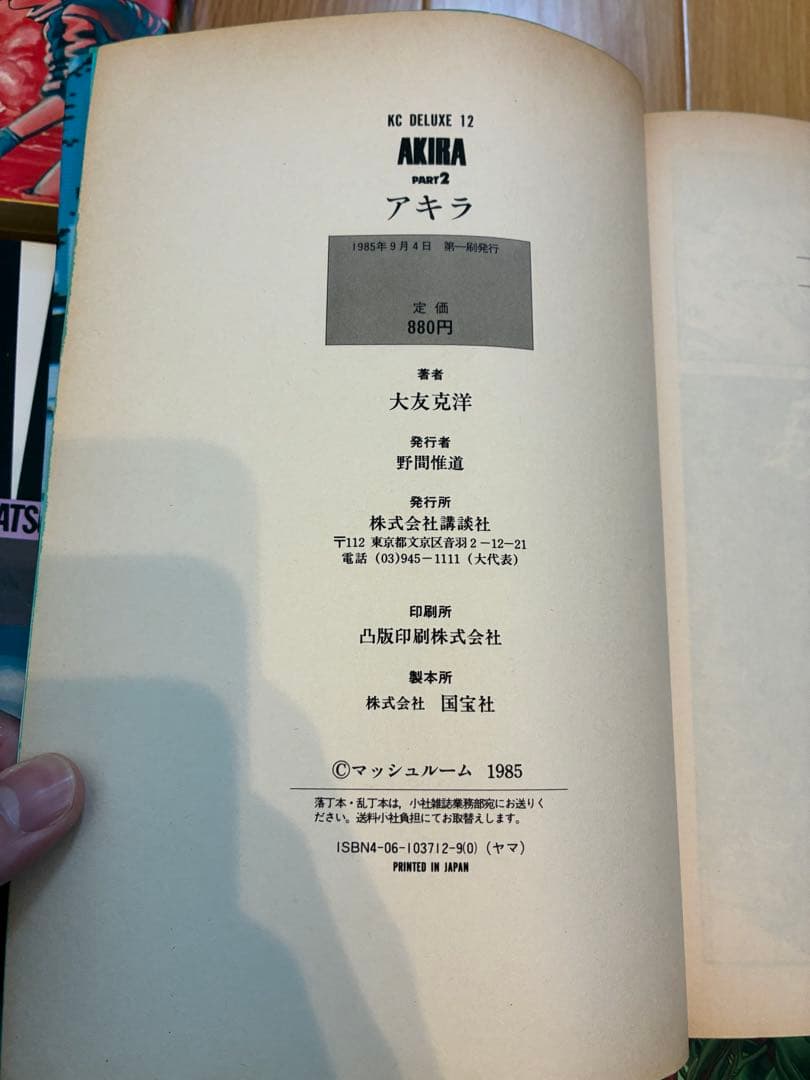 KC DELUXE 12
AKIRA
PART2
アキラ
1985年9月4日 第一刷発行
定価
880円
著者
大友克洋
発行者
野間惟道
発行所
株式会社講談社
〒112 東京都文京区音羽2-12-21
電話 (03)945-1111 (大代表)
印刷所
凸版印刷株式会社
製本所
株式会社 国宝社
©マッシュルーム 1985
落丁本・乱丁本は,小社雑誌業務部宛にお送りく
ださい。送料小社負担にてお取替えします。
ISBN4-06-103712-9(0) (ヤマ)
PRINTED IN JAPAN
ATS